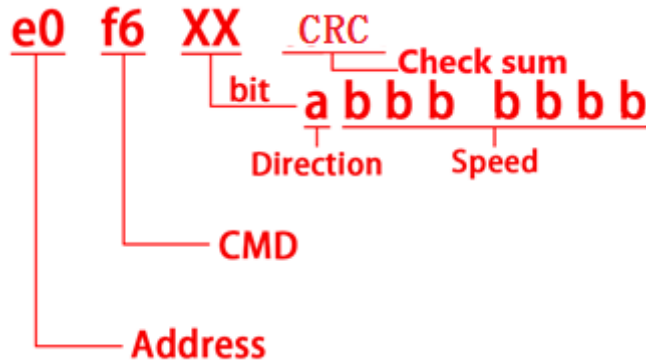 e0 f6 XX CRC
Check sum
bit a b b b b b b b
Direction Speed
CMD
Address